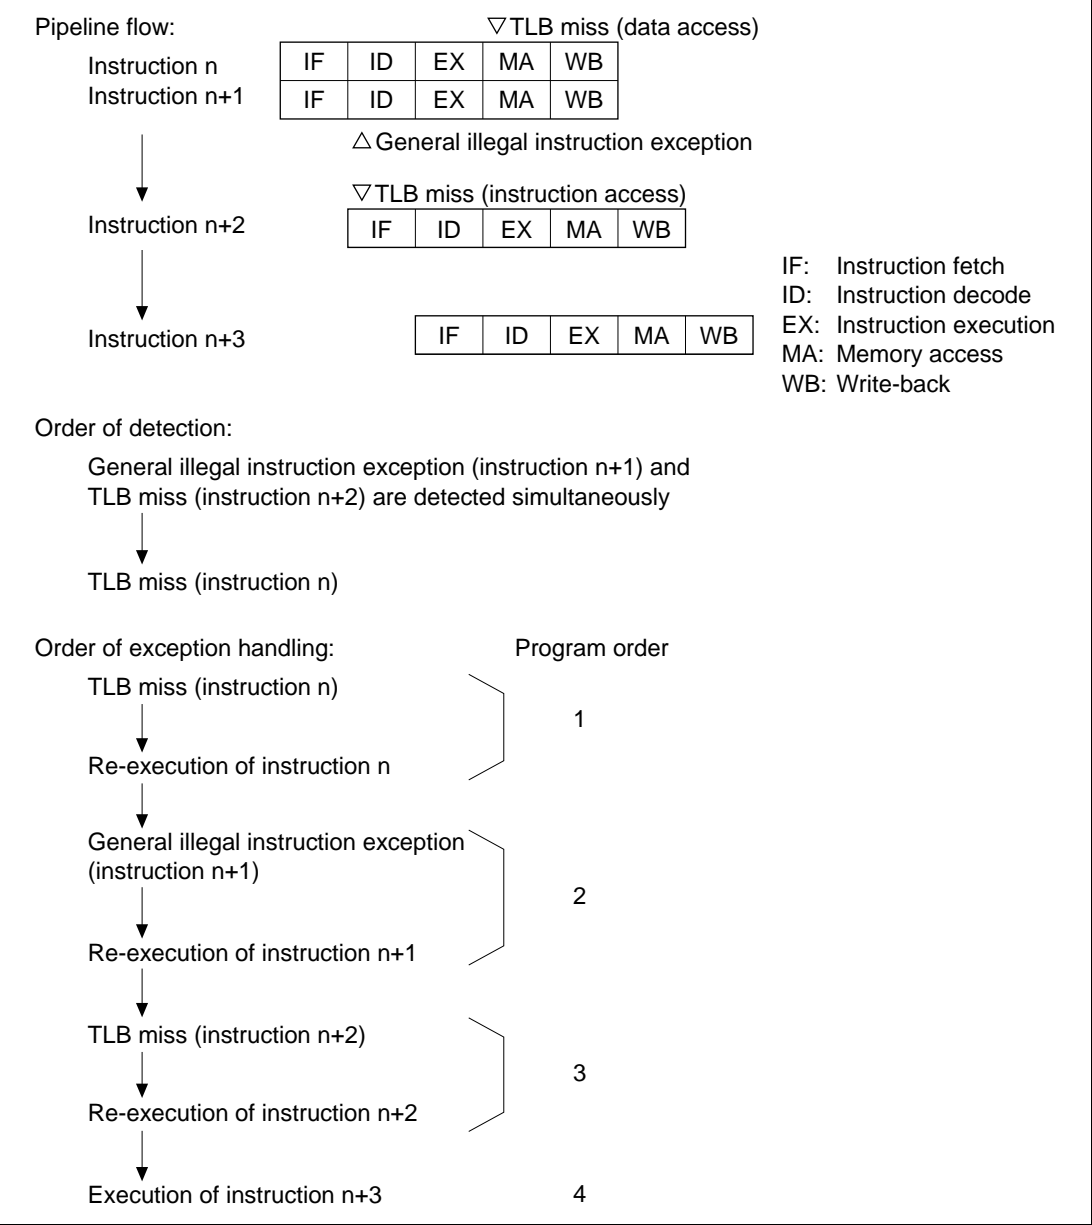 Pipeline flow:
▽TLB miss (data access)
Instruction n IF ID EX MA WB
Instruction n+1 IF ID EX MA WB
△General illegal instruction exception
▽TLB miss (instruction access)
Instruction n+2 IF ID EX MA WB
Instruction n+3 IF ID EX MA WB
IF: Instruction fetch
ID: Instruction decode
EX: Instruction execution
MA: Memory access
WB: Write-back
Order of detection:
General illegal instruction exception (instruction n+1) and
TLB miss (instruction n+2) are detected simultaneously
TLB miss (instruction n)
Order of exception handling: Program order
TLB miss (instruction n)
1
Re-execution of instruction n
General illegal instruction exception
(instruction n+1)
2
Re-execution of instruction n+1
TLB miss (instruction n+2)
3
Re-execution of instruction n+2
Execution of instruction n+3 4